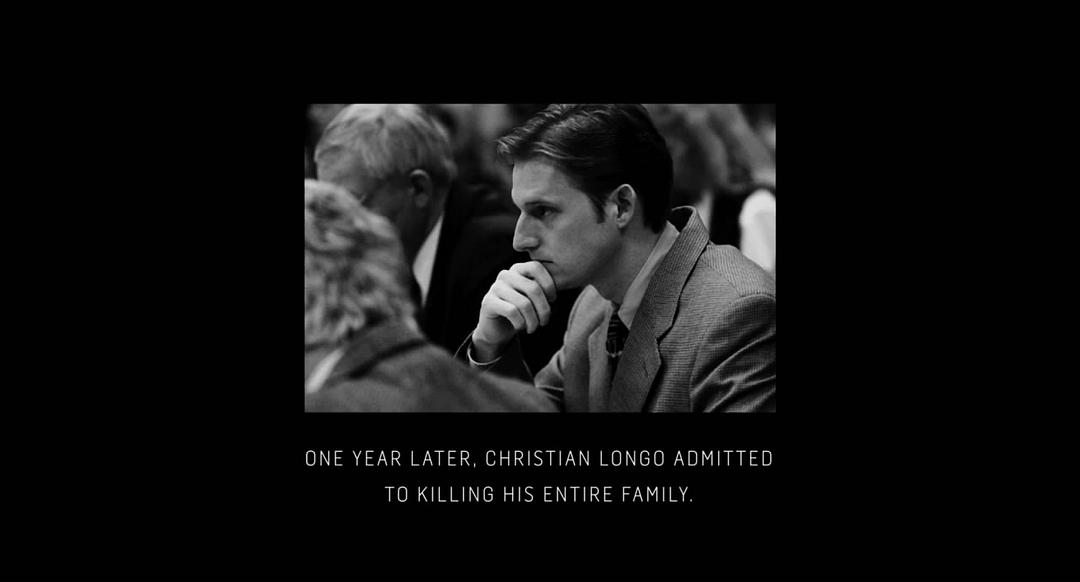 ONE YEAR LATER, CHRISTIAN LONGO ADMITTED
TO KILLING HIS ENTIRE FAMILY.